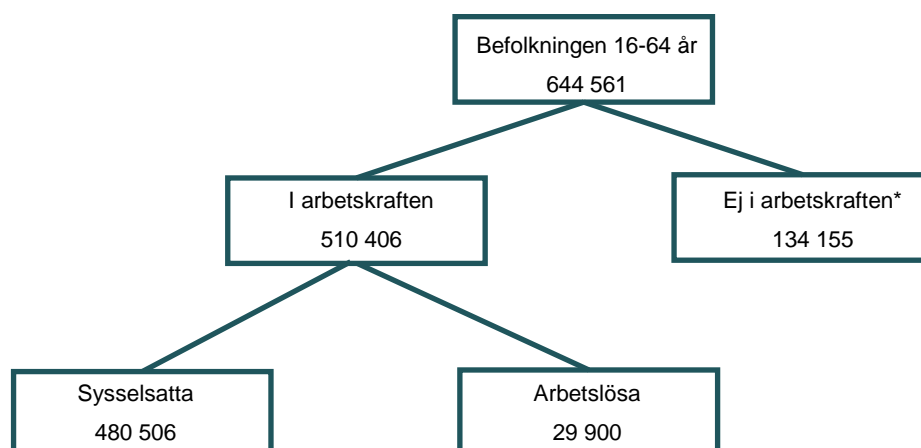 Befolkningen 16-64 år
644 561
I arbetskraften
510 406
Ej i arbetskraften*
134 155
Sysselsatta
480 506
Arbetslösa
29 900